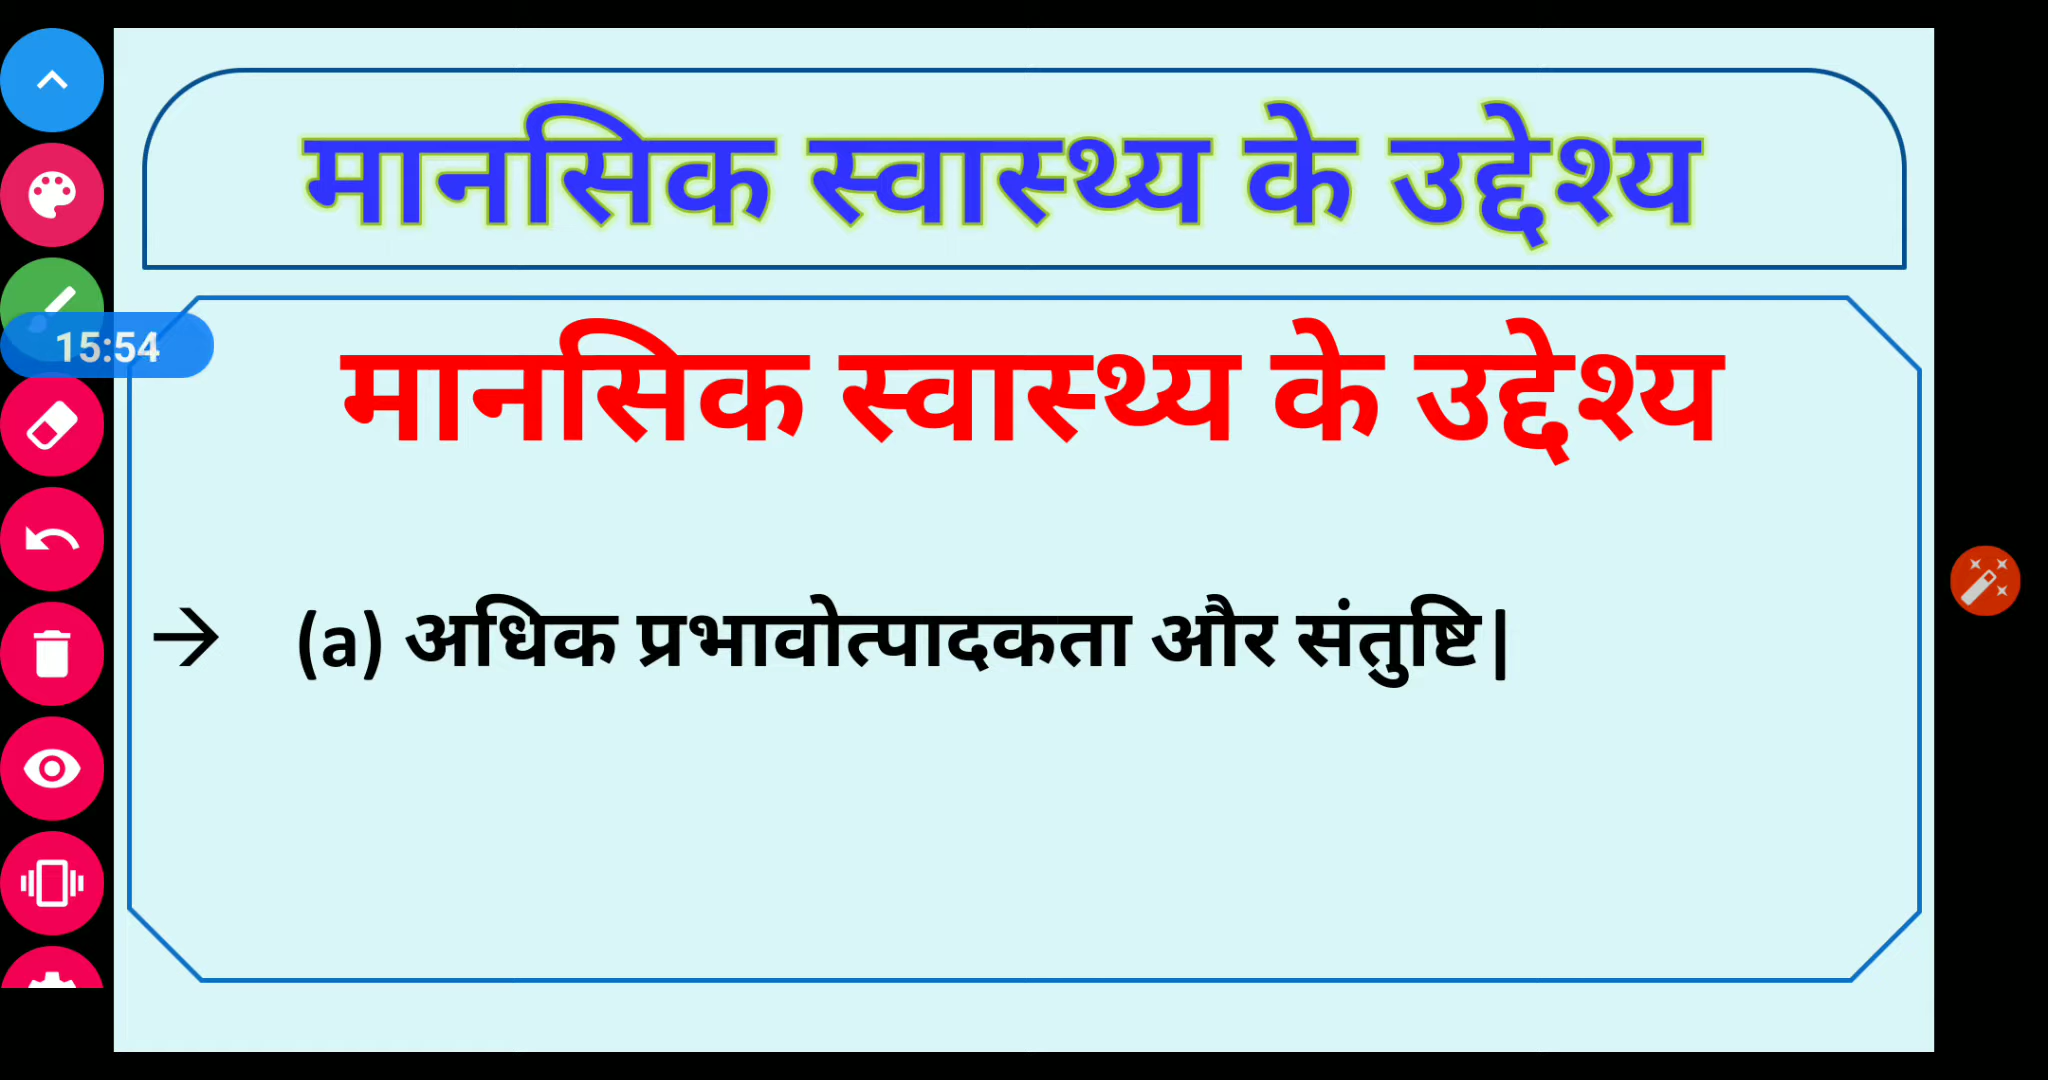 मानसिक स्वास्थ्य के उद्देश्य
15:54
मानसिक स्वास्थ्य के उद्देश्य
→ (a) अधिक प्रभावोत्पादकता और संतुष्टि|